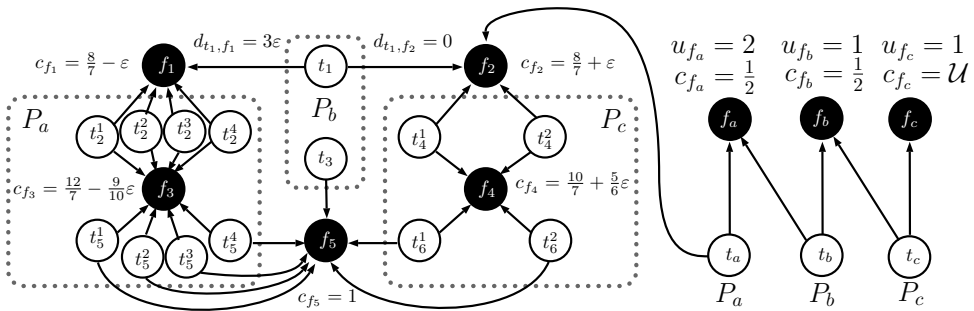 d_{t_1,f_1} = 3ε
d_{t_1,f_2} = 0
c_{f_1} = 8/7 − ε
f_1
t_1
f_2
c_{f_2} = 8/7 + ε
P_a
P_b
P_c
t_2^1
t_2^2
t_2^3
t_2^4
t_3
t_4^1
t_4^2
c_{f_3} = 12/7 − 9/10 ε
f_3
f_4
c_{f_4} = 10/7 + 5/6 ε
t_5^1
t_5^2
t_5^3
t_5^4
f_5
t_6^1
t_6^2
c_{f_5} = 1
u_{f_a} = 2
u_{f_b} = 1
u_{f_c} = 1
c_{f_a} = 1/2
c_{f_b} = 1/2
c_{f_c} = 𝒰
f_a
f_b
f_c
t_a
t_b
t_c
P_a
P_b
P_c